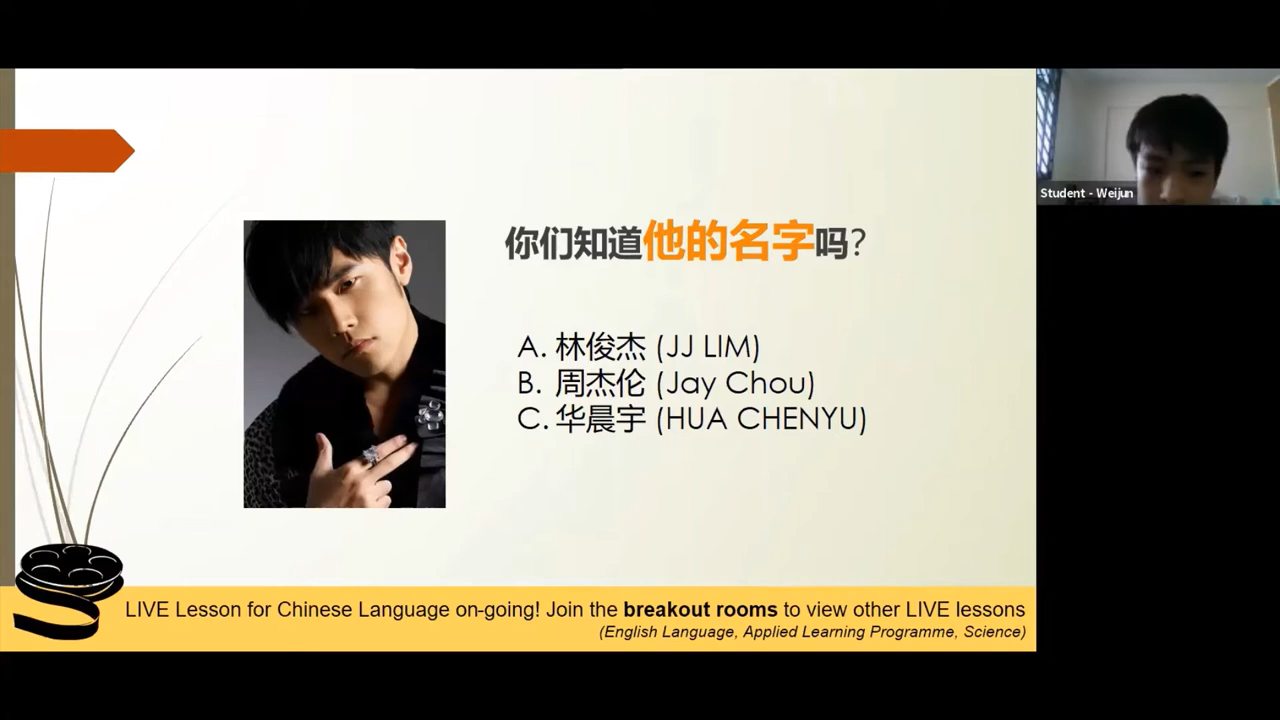 你们知道他的名字吗?
A. 林俊杰 (JJ LIM)
B. 周杰伦 (Jay Chou)
C. 华晨宇 (HUA CHENYU)
Student - Weijun
LIVE Lesson for Chinese Language on-going! Join the breakout rooms to view other LIVE lessons
(English Language, Applied Learning Programme, Science)